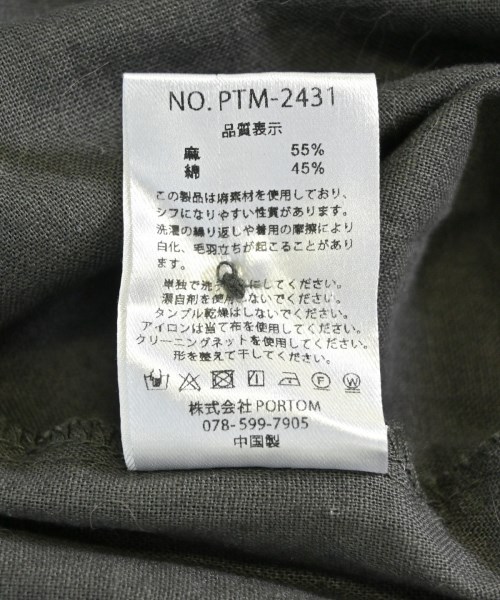 NO. PTM-2431
品質表示
麻 55%
綿 45%
この製品は麻素材を使用しており、
シワになりやすい性質があります。
洗濯の繰り返しや着用の摩擦により
白化、毛羽立ちが起こることがあり
ます。
単独で洗 にしてください。
漂白剤を使用しないでください。
タンブル乾燥はしないでください。
アイロンは当て布を使用してください。
クリーニングネットを使用してください。
形を整えて干してください。
株式会社 PORTOM
078-599-7905
中国製